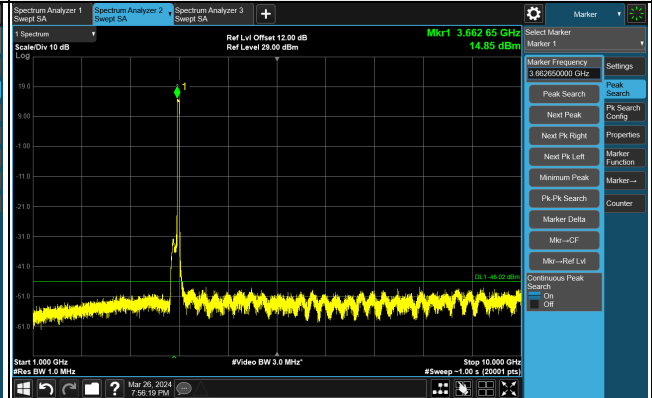 Spectrum Analyzer 1
Swept SA
Spectrum Analyzer 2
Swept SA
Spectrum Analyzer 3
Swept SA
Marker
1 Spectrum
Scale/Div 10 dB
Log
Ref Lvl Offset 12.00 dB
Ref Level 29.00 dBm
Mkr1 3.662 65 GHz
14.85 dBm
1
19.0
9.00
-1.00
-11.0
-21.0
-31.0
-41.0
-51.0
-61.0
DL1 -46.02 dBm
Start 1.000 GHz
#Res BW 1.0 MHz
#Video BW 3.0 MHz*
Stop 10.000 GHz
#Sweep ~1.00 s (20001 pts)
Select Marker
Marker 1
Marker Frequency
3.662650000 GHz
Peak Search
Next Peak
Next Pk Right
Next Pk Left
Minimum Peak
Pk-Pk Search
Marker Delta
Mkr→CF
Mkr→Ref Lvl
Continuous Peak
Search
On
Off
Settings
Peak
Search
Pk Search
Config
Properties
Marker
Function
Marker→
Counter
Mar 26, 2024
7:56:19 PM